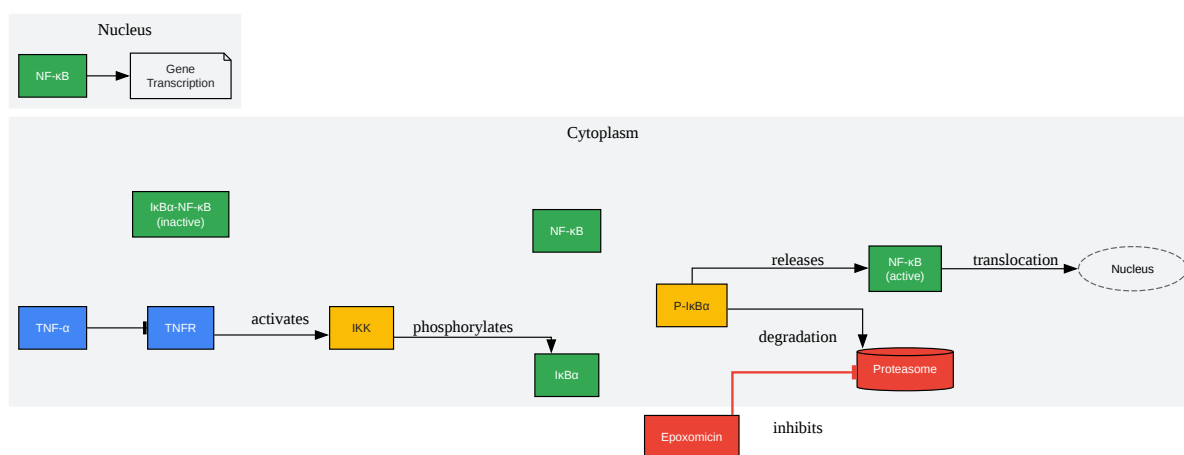 Nucleus
NF-κB
Gene
Transcription
Cytoplasm
IκBα-NF-κB
(inactive)
NF-κB
releases
NF-κB
(active)
translocation
Nucleus
P-IκBα
TNF-α
TNFR
activates
IKK
phosphorylates
degradation
IκBα
Proteasome
Epoxomicin
inhibits